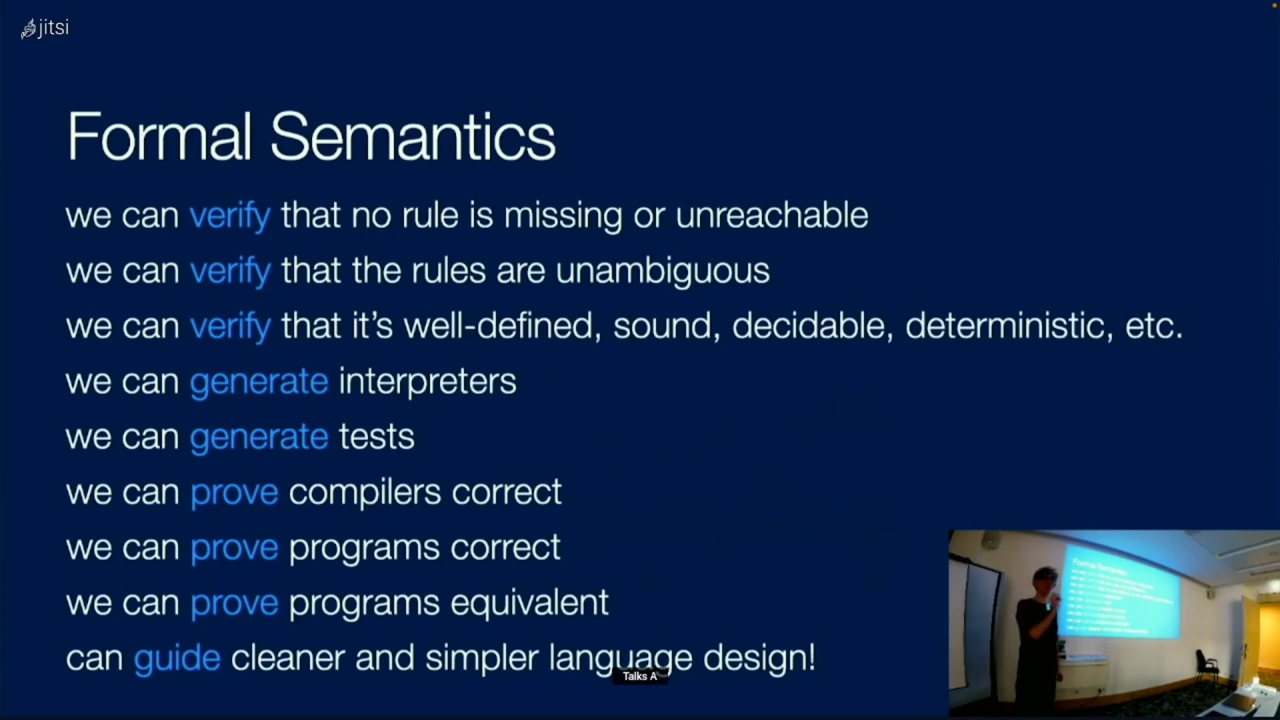 jitsi
Formal Semantics
we can verify that no rule is missing or unreachable
we can verify that the rules are unambiguous
we can verify that it’s well-defined, sound, decidable, deterministic, etc.
we can generate interpreters
we can generate tests
we can prove compilers correct
we can prove programs correct
we can prove programs equivalent
can guide cleaner and simpler language design!
Talks A
Formal Semantics